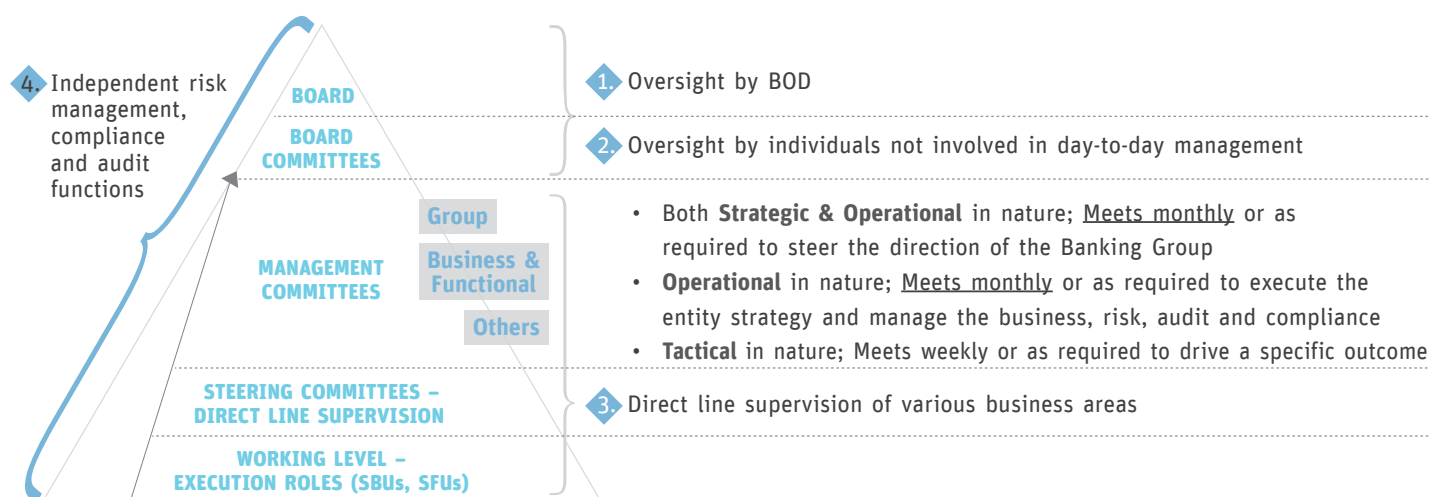 4. Independent risk
management,
compliance
and audit
functions
BOARD
BOARD
COMMITTEES
1. Oversight by BOD
2. Oversight by individuals not involved in day-to-day management
MANAGEMENT
COMMITTEES
Group
Business &
Functional
Others
• Both Strategic & Operational in nature; Meets monthly or as
required to steer the direction of the Banking Group
• Operational in nature; Meets monthly or as required to execute the
entity strategy and manage the business, risk, audit and compliance
• Tactical in nature; Meets weekly or as required to drive a specific outcome
STEERING COMMITTEES –
DIRECT LINE SUPERVISION
3. Direct line supervision of various business areas
WORKING LEVEL –
EXECUTION ROLES (SBUs, SFUs)